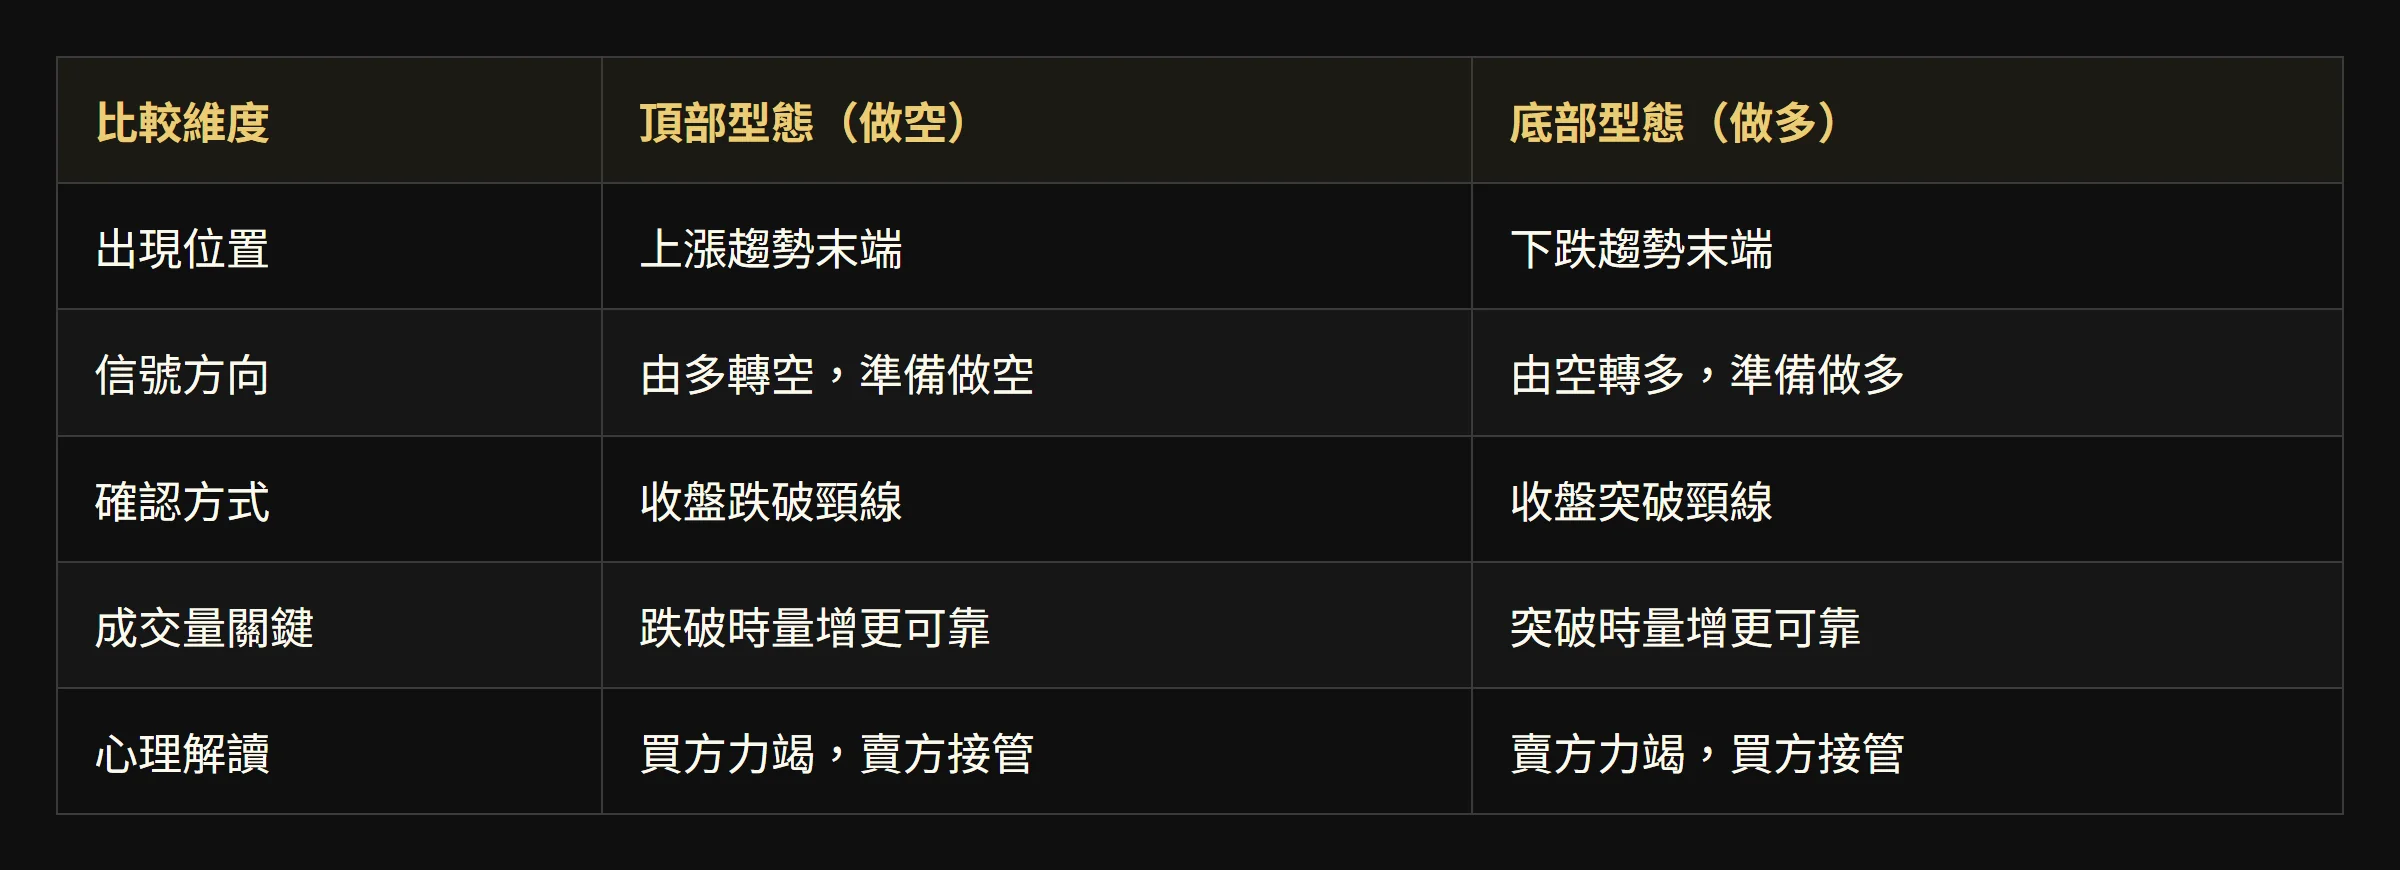 比較維度 頂部型態（做空） 底部型態（做多）
出現位置 上漲趨勢末端 下跌趨勢末端
信號方向 由多轉空，準備做空 由空轉多，準備做多
確認方式 收盤跌破頸線 收盤突破頸線
成交量關鍵 跌破時量增更可靠 突破時量增更可靠
心理解讀 買方力竭，賣方接管 賣方力竭，買方接管